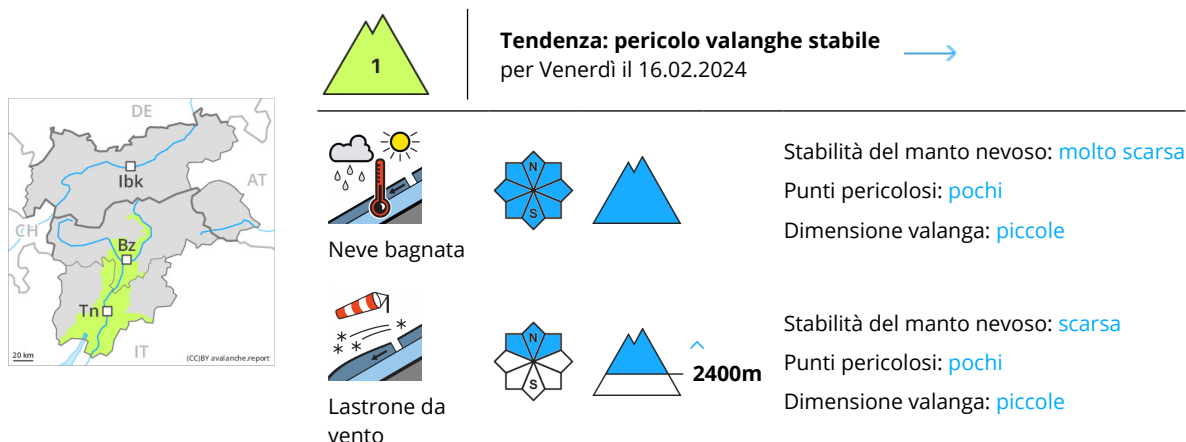 1
Tendenza: pericolo valanghe stabile
per Venerdì il 16.02.2024
DE
Ibk
AT
CH
Bz
Tn
IT
20 km
(CC)BY avalanche.report
N
S
Neve bagnata
Stabilità del manto nevoso: molto scarsa
Punti pericolosi: pochi
Dimensione valanga: piccole
N
S
2400m
Lastrone da
vento
Stabilità del manto nevoso: scarsa
Punti pericolosi: pochi
Dimensione valanga: piccole